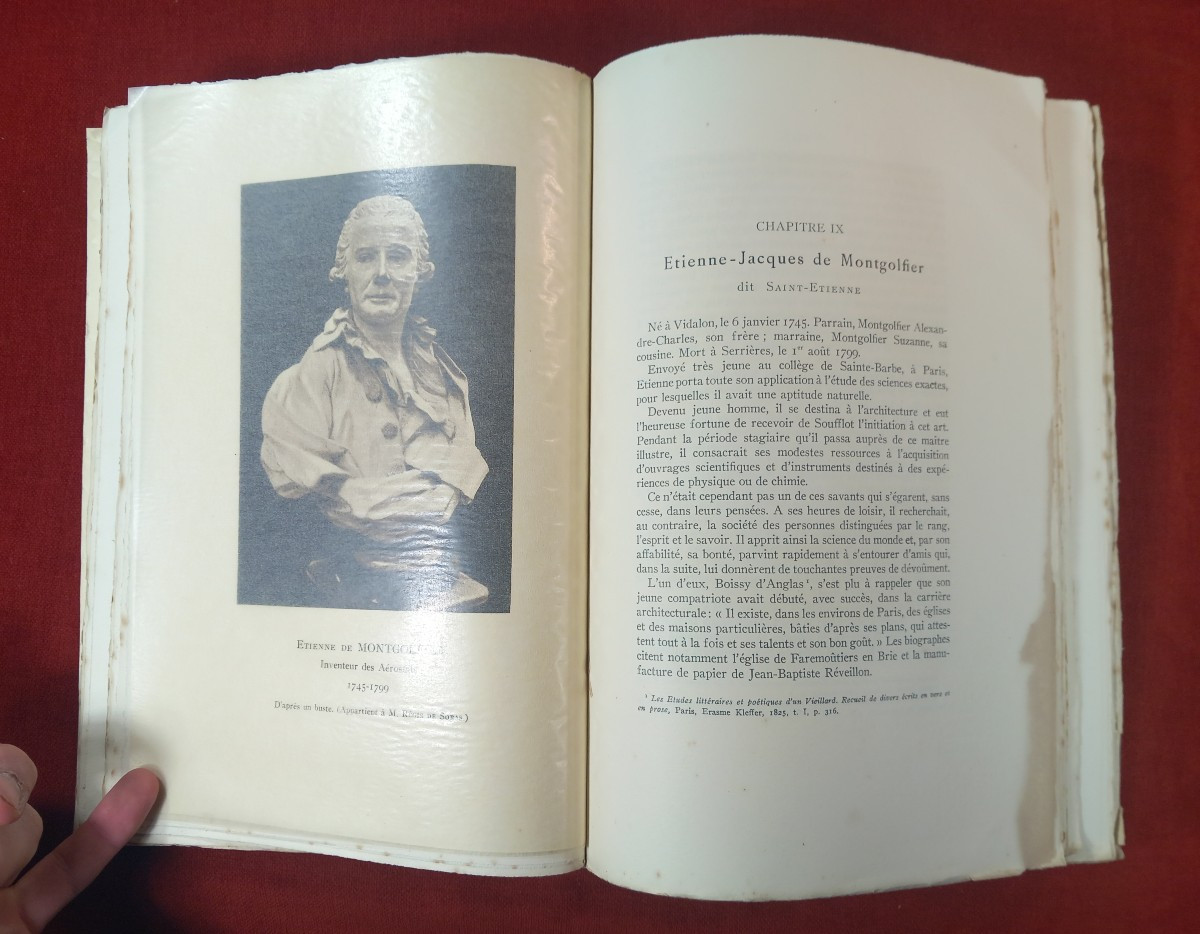 ETIENNE DE
Inventeur des
1745-1799
D'après un buste. (Appartient à M.
CHAPITRE IX
Etienne-Jacques de Montgolfier
dit SAINT-ETIENNE
Né à Vidalon, le 6 janvier 1745. Parrain, Montgolfier Alexan-
dre-Charles, son frère ; marraine, Montgolfier Suzanne, sa
cousine. Mort à Serrières, le 1er août 1799.
Envoyé très jeune au collège de Sainte-Barbe, à Paris,
Etienne porta toute son application à l'étude des sciences exactes,
pour lesquelles il avait une aptitude naturelle.
Devenu jeune homme, il se destina à l'architecture et eut
l'heureuse fortune de recevoir de Soufflot l'initiation à cet art.
Pendant la période stagiaire qu'il passa auprès de ce maître
illustre, il consacrait ses modestes ressources à l'acquisition
d'ouvrages scientifiques et d'instruments destinés à des expé-
riences de physique ou de chimie.
Ce n'était cependant pas un de ces savants qui s'égarent, sans
cesse, dans leurs pensées. A ses heures de loisir, il recherchait,
au contraire, la société des personnes distinguées par le rang,
l'esprit et le savoir. Il apprit ainsi la science du monde et, par son
affabilité, sa bonté, parvint rapidement à s'entourer d'amis qui,
dans la suite, lui donnèrent de touchantes preuves de dévoûment.
L'un d'eux, Boissy d'Anglas ¹, s'est plu à rappeler que son
jeune compatriote avait débuté, avec succès, dans la carrière
architecturale : « Il existe, dans les environs de Paris, des églises
et des maisons particulières, bâties d'après ses plans, qui attes-
tent tout à la fois et ses talents et son bon goût. » Les biographes
citent notamment l'église de Faremoûtiers en Brie et la manu-
facture de papier de Jean-Baptiste Réveillon.
¹ Les Etudes littéraires et poétiques d'un Vieillard. Recueil de divers écrits en vers et
en prose, Paris, Erasme Kleffer, 1825, t. I, p. 316.